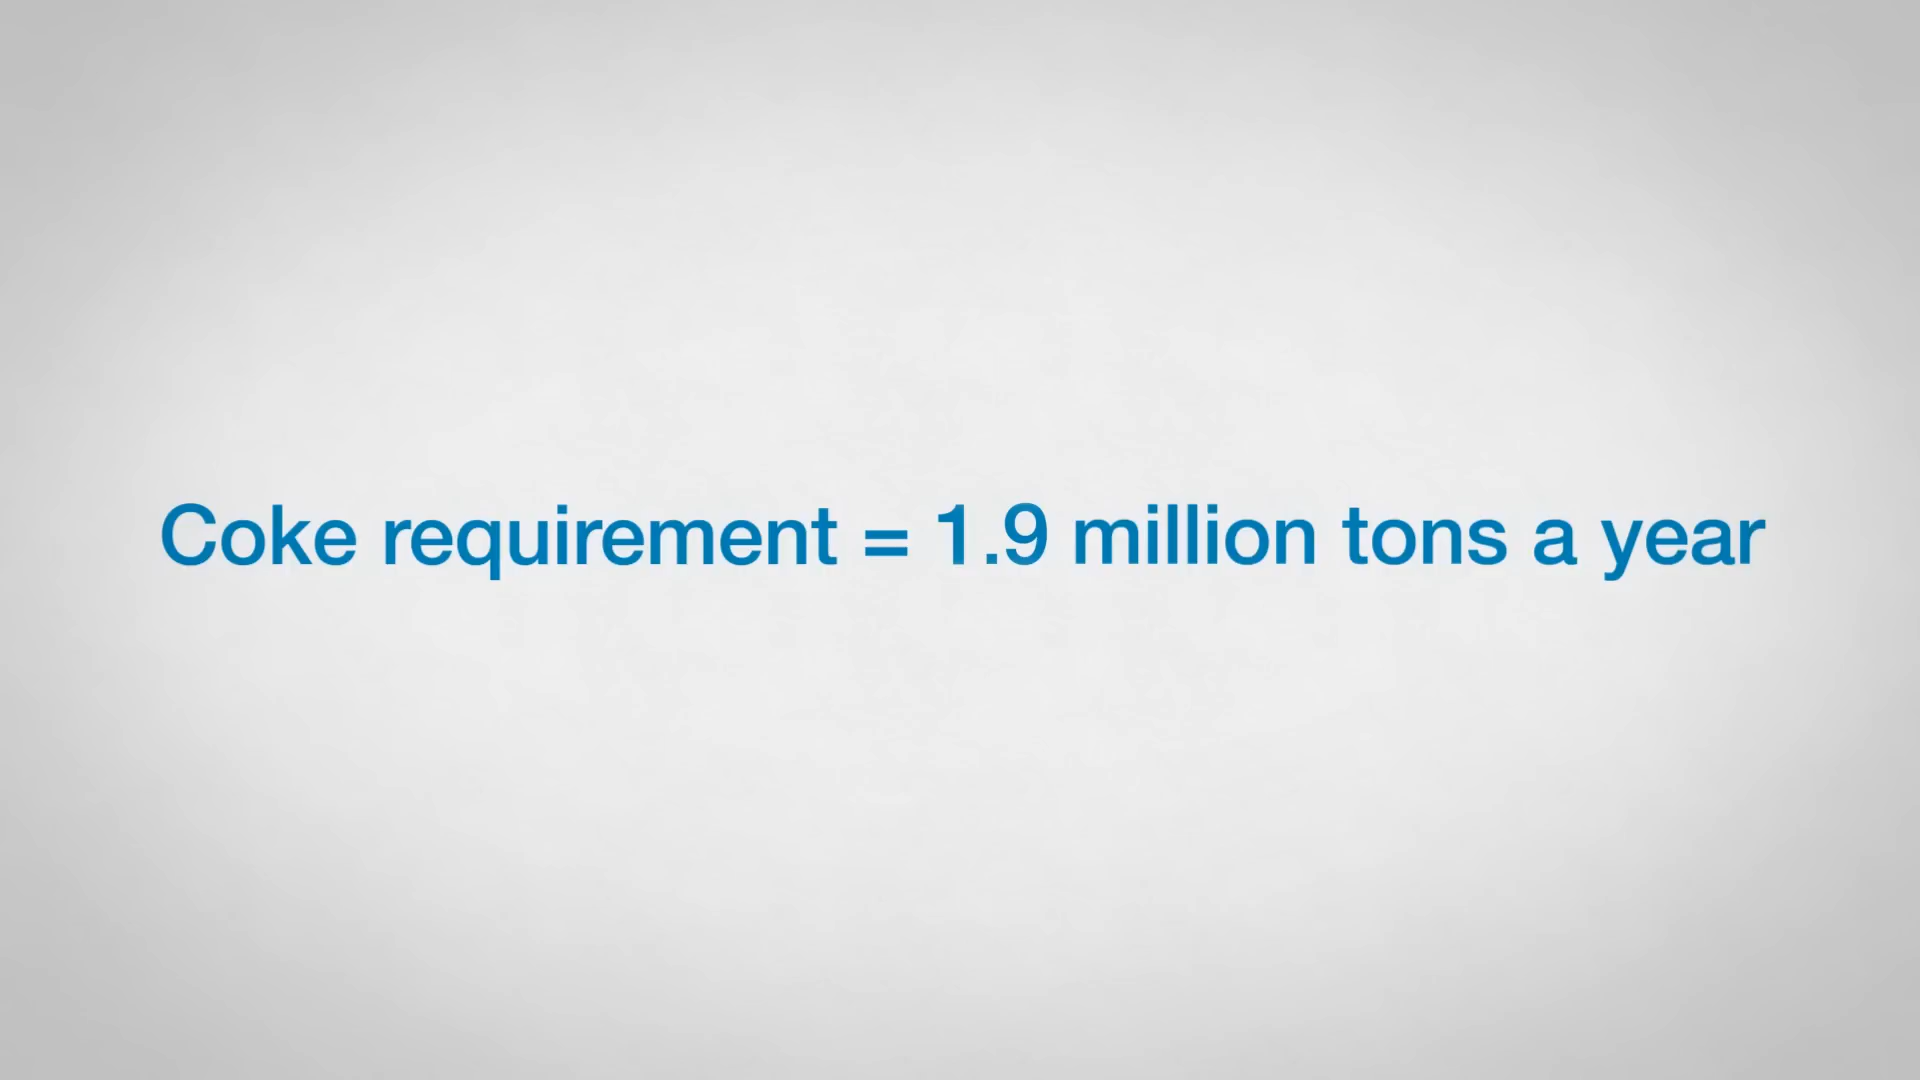 Coke requirement = 1.9 million tons a year